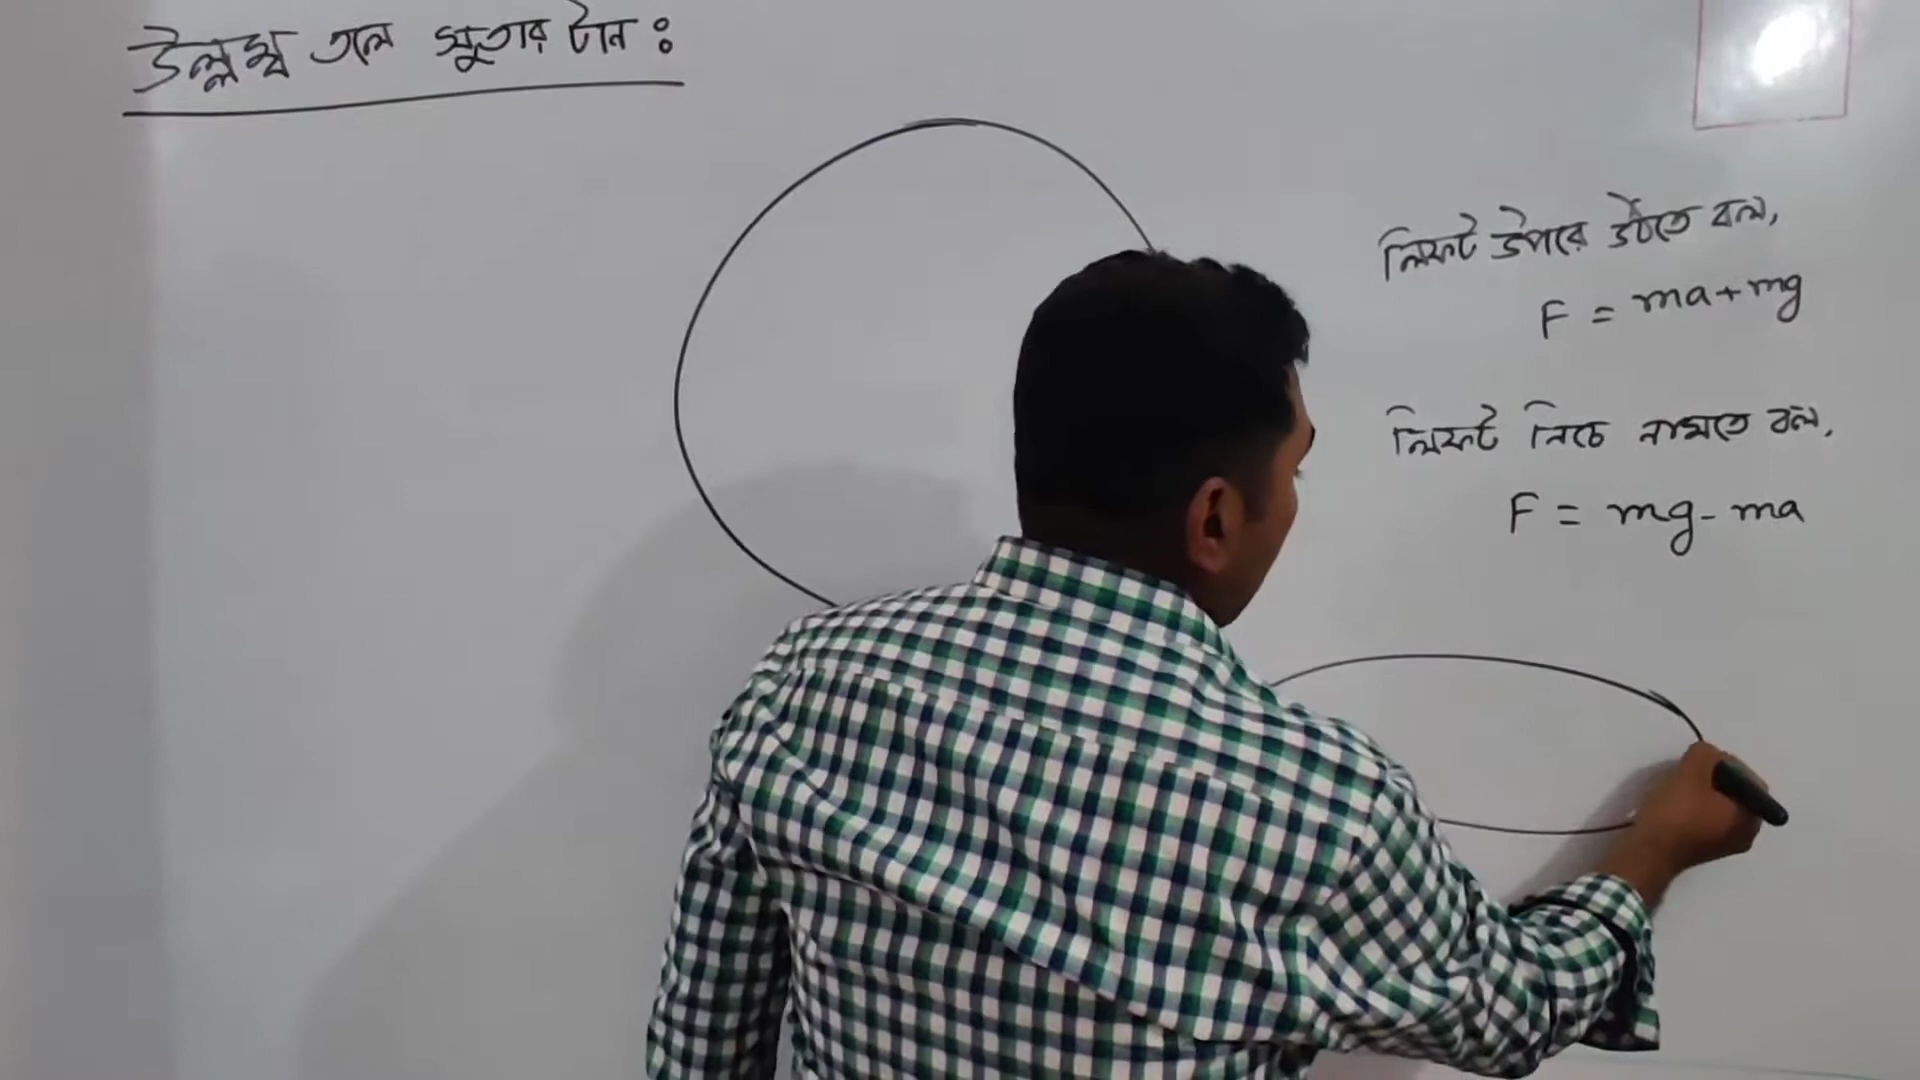 উল্লম্ব তলে সুতার টান :
লিফট উপরে উঠতে বল,
F = ma + mg
লিফট নিচে নামতে বল,
F = mg - ma